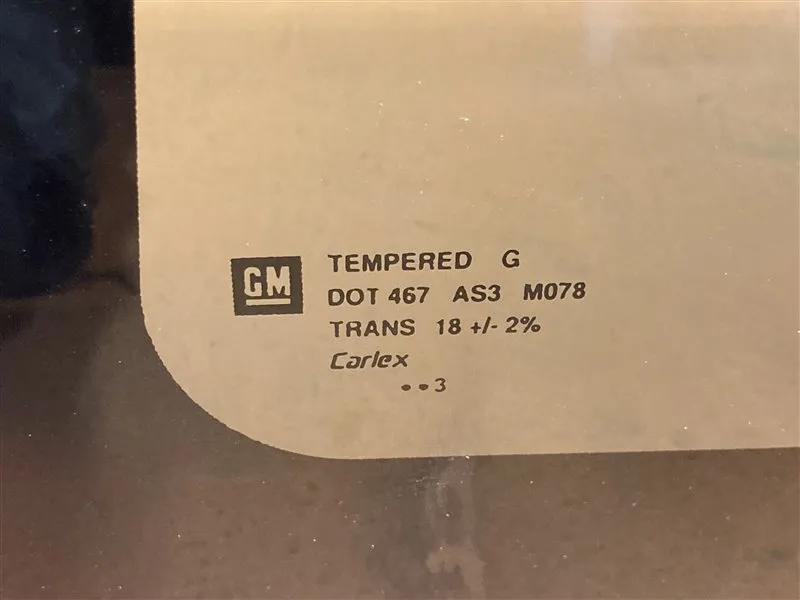 GM
TEMPERED G
DOT 467 AS3 M078
TRANS 18 +/- 2%
Carlex
••3